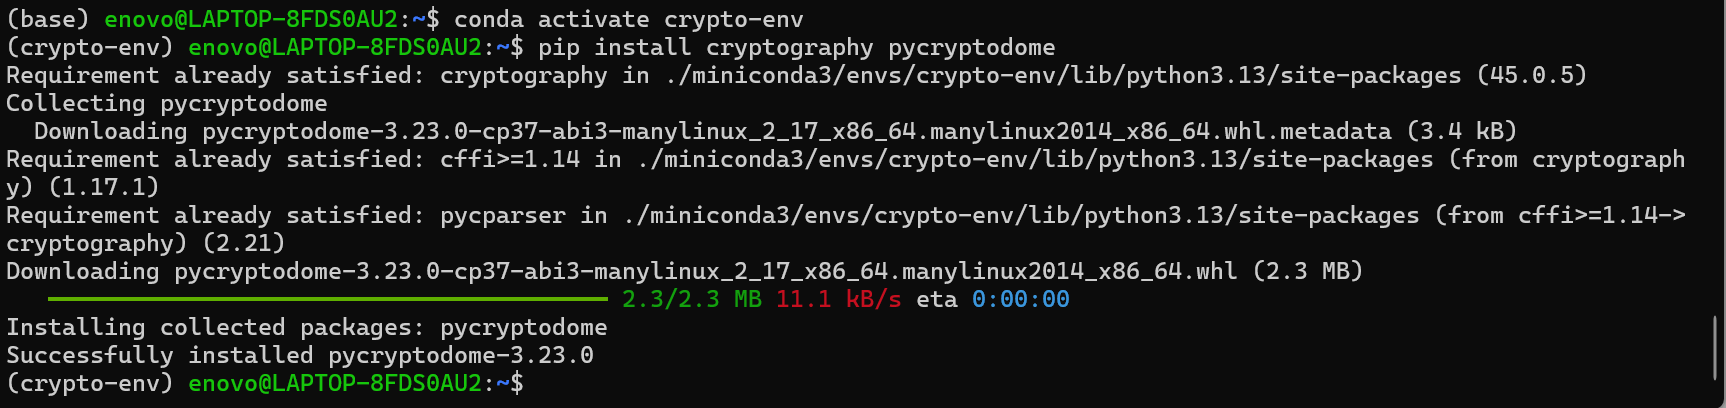 (base) enovo@LAPTOP-8FDS0AU2:~$ conda activate crypto-env
(crypto-env) enovo@LAPTOP-8FDS0AU2:~$ pip install cryptography pycryptodome
Requirement already satisfied: cryptography in ./miniconda3/envs/crypto-env/lib/python3.13/site-packages (45.0.5)
Collecting pycryptodome
  Downloading pycryptodome-3.23.0-cp37-abi3-manylinux_2_17_x86_64.manylinux2014_x86_64.whl.metadata (3.4 kB)
Requirement already satisfied: cffi>=1.14 in ./miniconda3/envs/crypto-env/lib/python3.13/site-packages (from cryptograph
y) (1.17.1)
Requirement already satisfied: pycparser in ./miniconda3/envs/crypto-env/lib/python3.13/site-packages (from cffi>=1.14->
cryptography) (2.21)
Downloading pycryptodome-3.23.0-cp37-abi3-manylinux_2_17_x86_64.manylinux2014_x86_64.whl (2.3 MB)
2.3/2.3 MB 11.1 kB/s eta 0:00:00
Installing collected packages: pycryptodome
Successfully installed pycryptodome-3.23.0
(crypto-env) enovo@LAPTOP-8FDS0AU2:~$